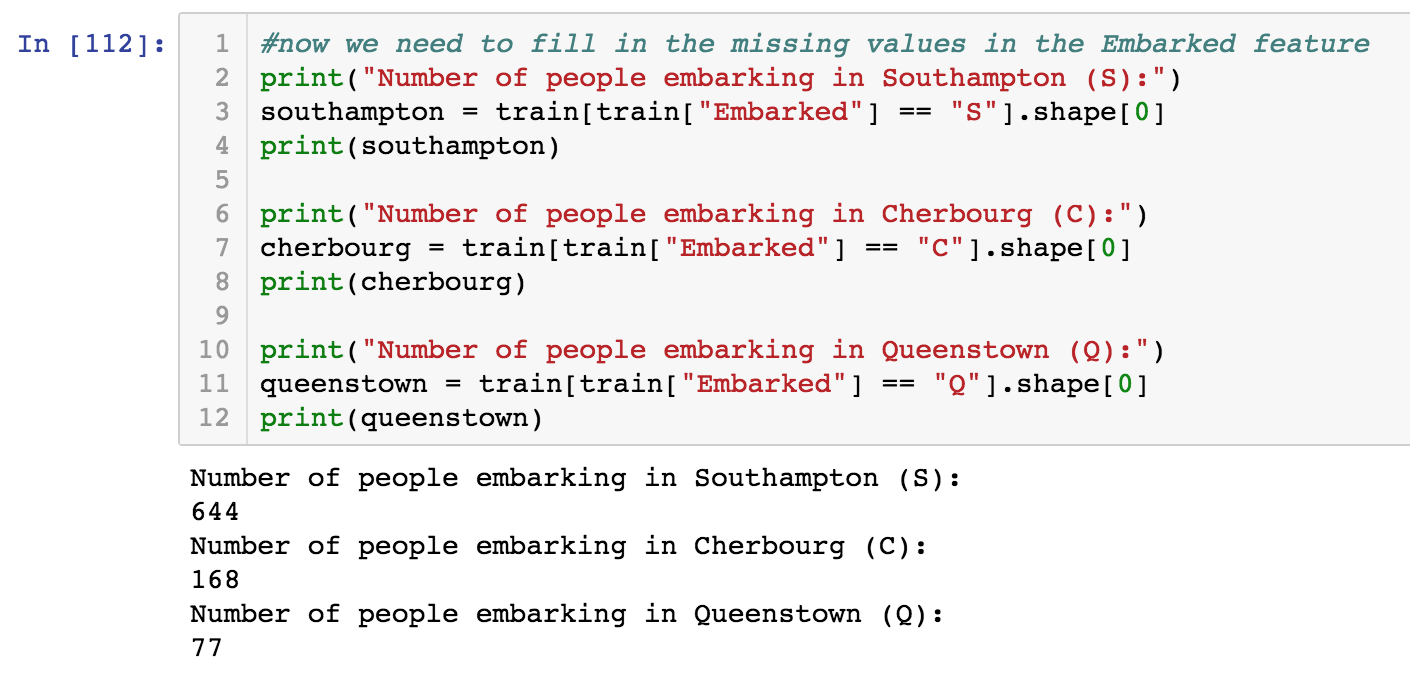 In [112]:
1 #now we need to fill in the missing values in the Embarked feature
2 print("Number of people embarking in Southampton (S):")
3 southampton = train[train["Embarked"] == "S"].shape[0]
4 print(southampton)
5
6 print("Number of people embarking in Cherbourg (C):")
7 cherbourg = train[train["Embarked"] == "C"].shape[0]
8 print(cherbourg)
9
10 print("Number of people embarking in Queenstown (Q):")
11 queenstown = train[train["Embarked"] == "Q"].shape[0]
12 print(queenstown)
Number of people embarking in Southampton (S):
644
Number of people embarking in Cherbourg (C):
168
Number of people embarking in Queenstown (Q):
77